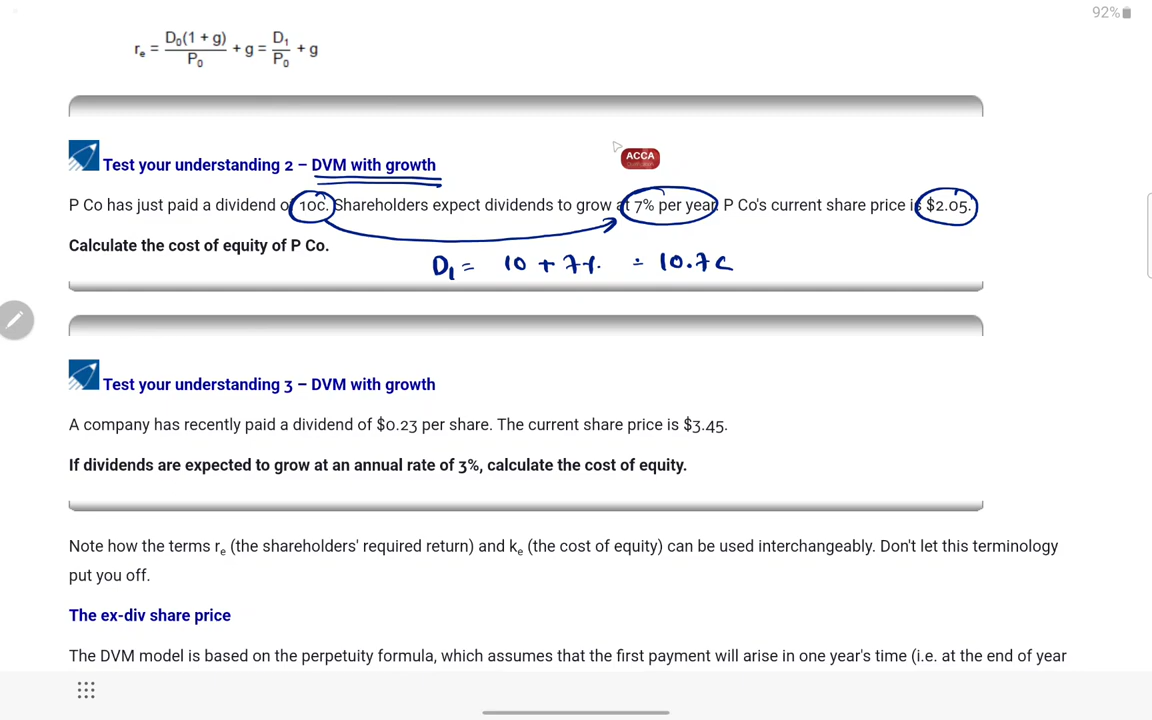 92%
rₑ = D₀(1 + g) / P₀ + g = D₁ / P₀ + g
Test your understanding 2 – DVM with growth
ACCA
P Co has just paid a dividend of 10c. Shareholders expect dividends to grow at 7% per year. P Co's current share price is $2.05.
Calculate the cost of equity of P Co.
D₁ = 10 + 7%. = 10.7c
Test your understanding 3 – DVM with growth
A company has recently paid a dividend of $0.23 per share. The current share price is $3.45.
If dividends are expected to grow at an annual rate of 3%, calculate the cost of equity.
Note how the terms rₑ (the shareholders' required return) and kₑ (the cost of equity) can be used interchangeably. Don't let this terminology
put you off.
The ex-div share price
The DVM model is based on the perpetuity formula, which assumes that the first payment will arise in one year's time (i.e. at the end of year